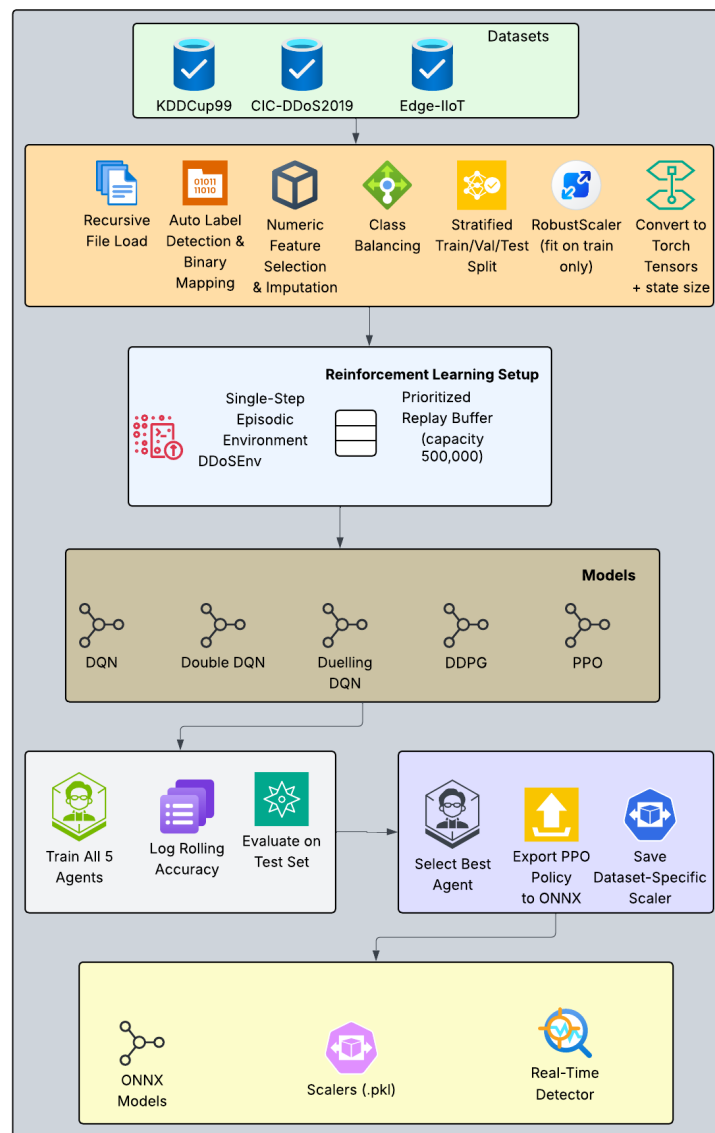 Datasets
KDDCup99
CIC-DDoS2019
Edge-IIoT
01011
11010
Recursive
File Load
Auto Label
Detection &
Binary
Mapping
Numeric
Feature
Selection
& Imputation
Class
Balancing
Stratified
Train/Val/Test
Split
RobustScaler
(fit on train
only)
Convert to
Torch
Tensors
+ state size
Reinforcement Learning Setup
Single-Step
Episodic
Environment
DDoSEnv
Prioritized
Replay Buffer
(capacity
500,000)
Models
DQN
Double DQN
Duelling
DQN
DDPG
PPO
Train All 5
Agents
Log Rolling
Accuracy
Evaluate on
Test Set
Select Best
Agent
Export PPO
Policy
to ONNX
Save
Dataset-Specific
Scaler
ONNX
Models
Scalers (.pkl)
Real-Time
Detector